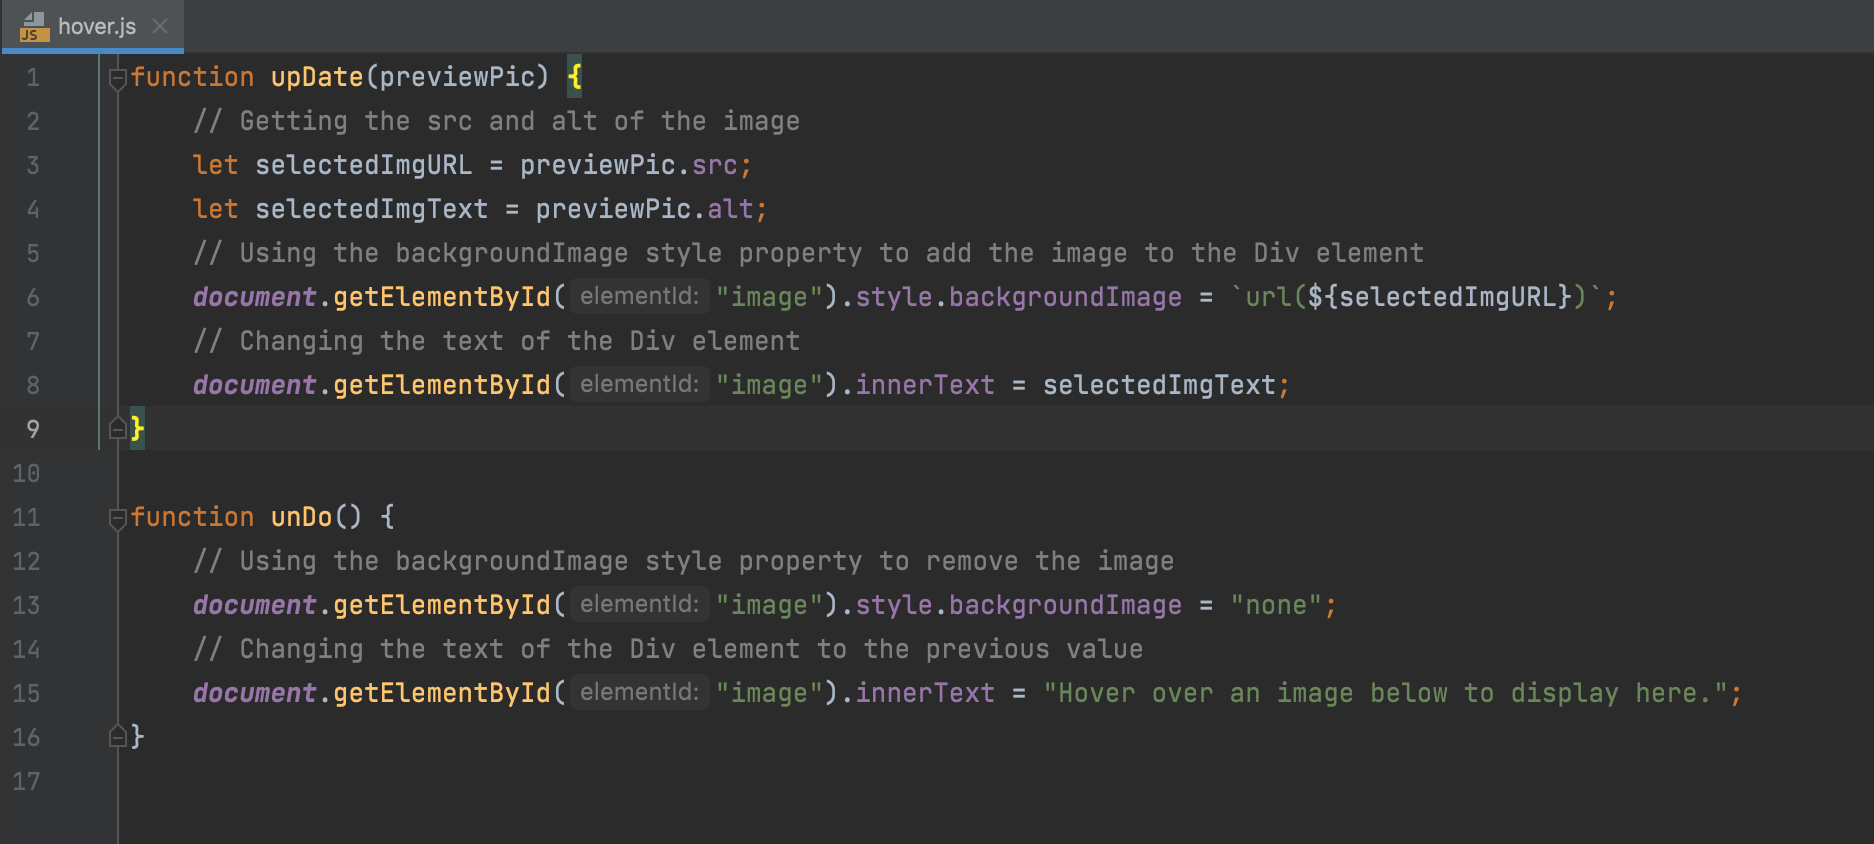 JS hover.js ×
1 function upDate(previewPic) {
2 // Getting the src and alt of the image
3 let selectedImgURL = previewPic.src;
4 let selectedImgText = previewPic.alt;
5 // Using the backgroundImage style property to add the image to the Div element
6 document.getElementById( elementId: "image").style.backgroundImage = `url(${selectedImgURL})`;
7 // Changing the text of the Div element
8 document.getElementById( elementId: "image").innerText = selectedImgText;
9 }
10
11 function unDo() {
12 // Using the backgroundImage style property to remove the image
13 document.getElementById( elementId: "image").style.backgroundImage = "none";
14 // Changing the text of the Div element to the previous value
15 document.getElementById( elementId: "image").innerText = "Hover over an image below to display here.";
16 }
17